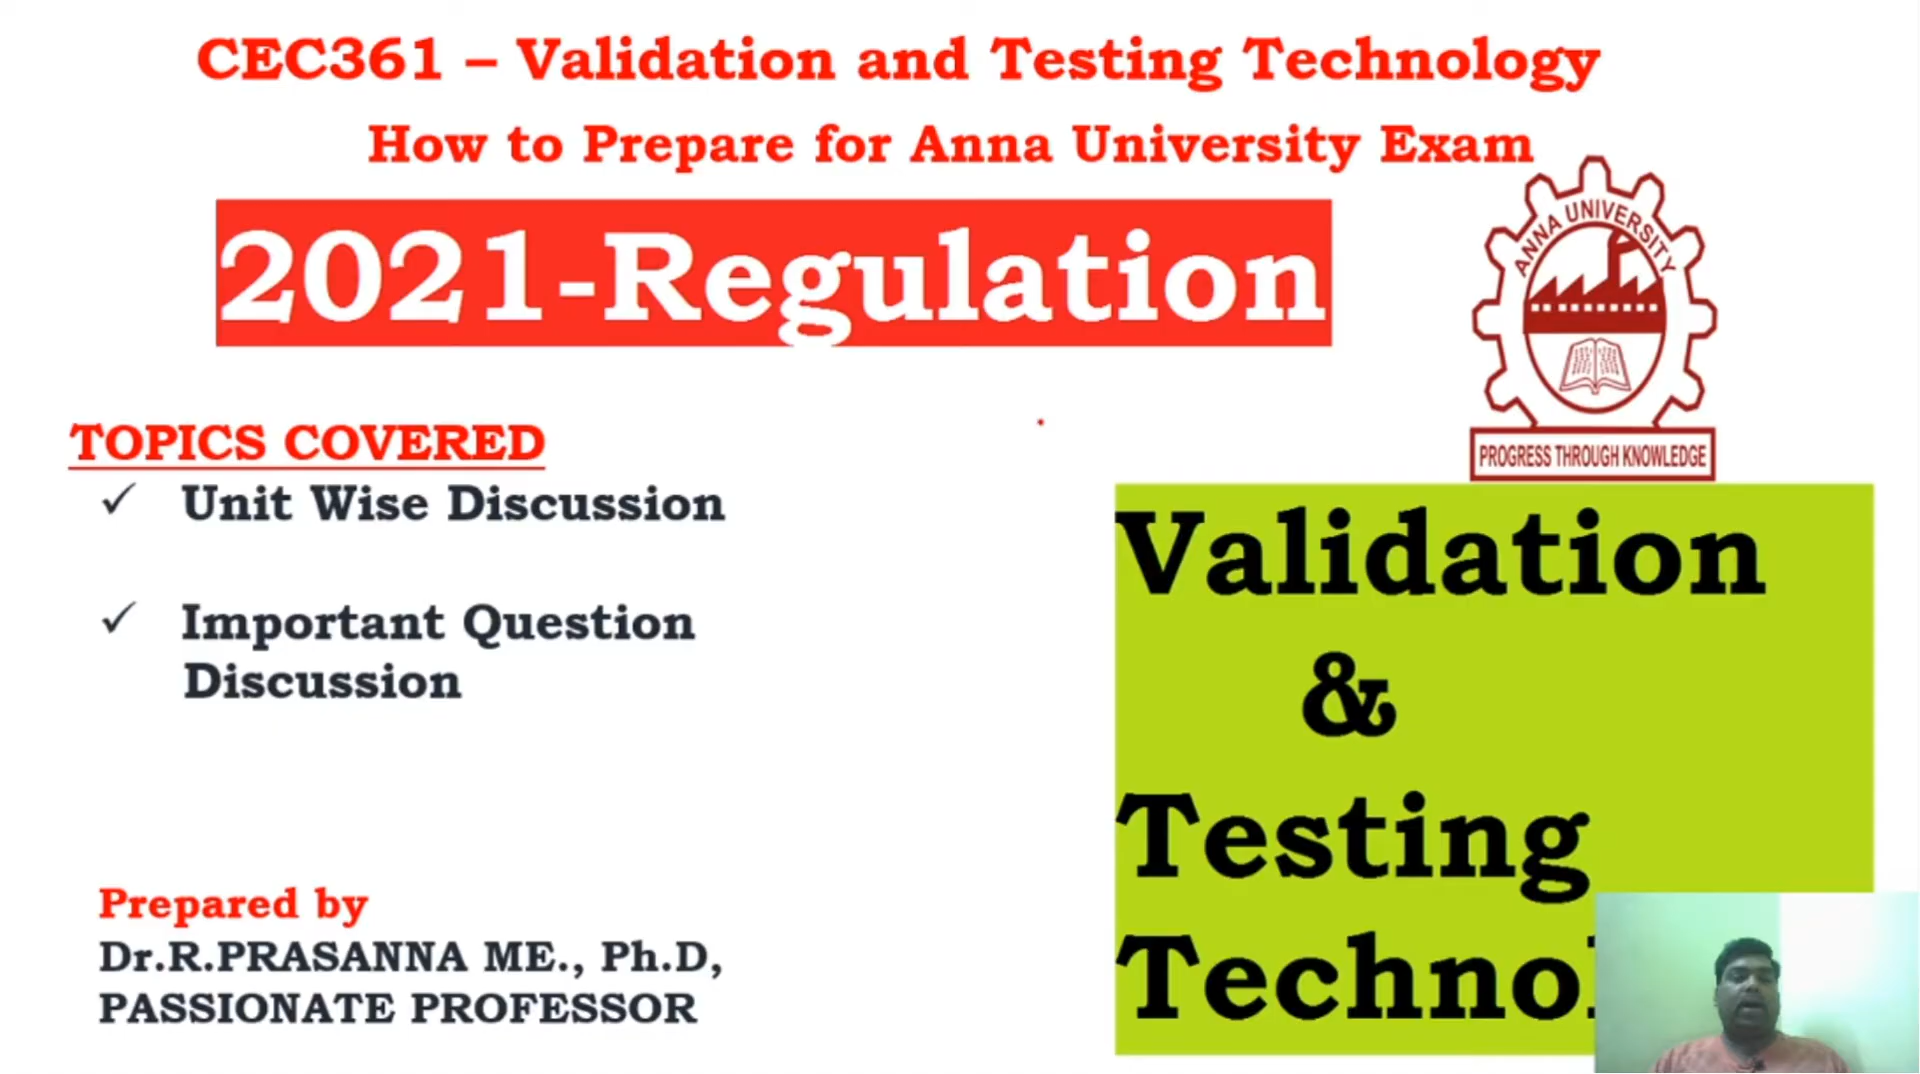 CEC361 – Validation and Testing Technology
How to Prepare for Anna University Exam
2021-Regulation
ANNA UNIVERSITY
PROGRESS THROUGH KNOWLEDGE
TOPICS COVERED
✓ Unit Wise Discussion
✓ Important Question
Discussion
Validation
&
Testing
Technol
Prepared by
Dr.R.PRASANNA ME., Ph.D,
PASSIONATE PROFESSOR